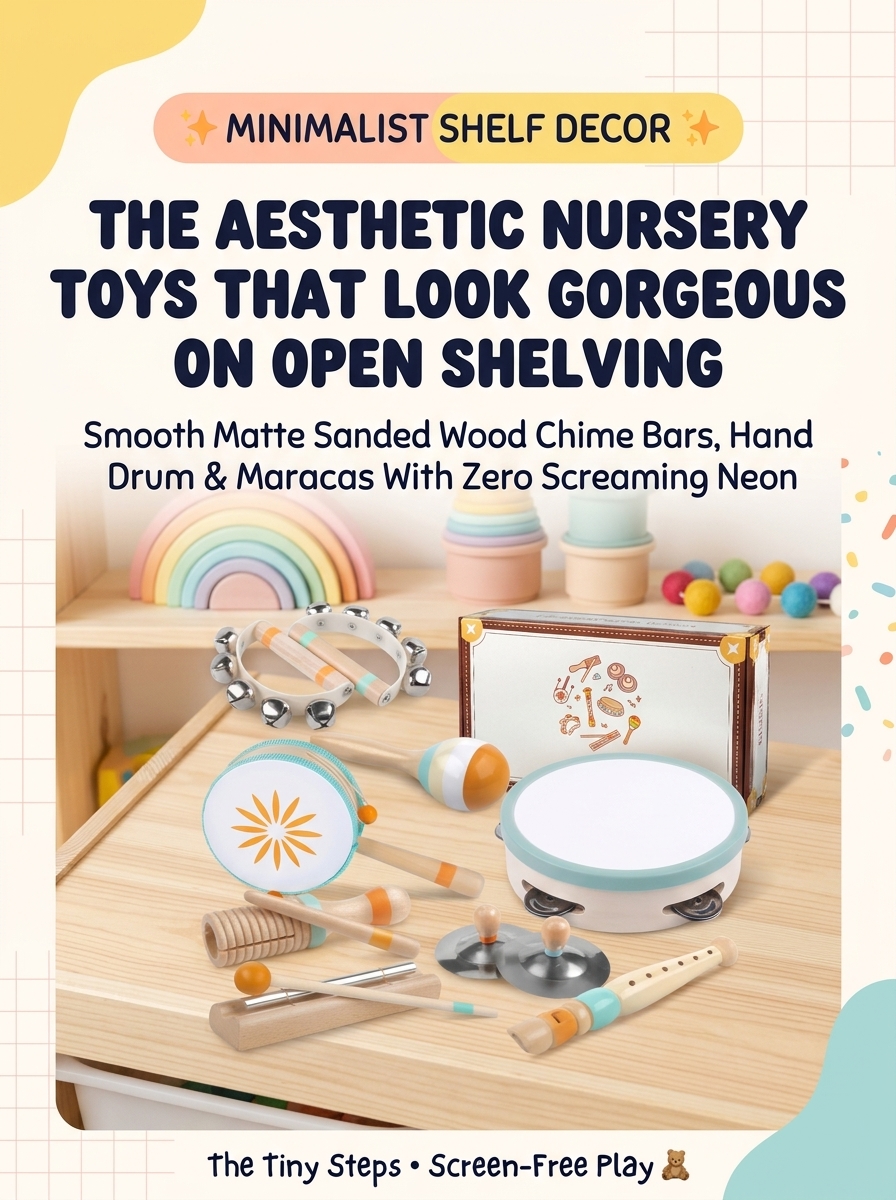 ✨ MINIMALIST SHELF DECOR ✨
THE AESTHETIC NURSERY
TOYS THAT LOOK GORGEOUS
ON OPEN SHELVING
Smooth Matte Sanded Wood Chime Bars, Hand
Drum & Maracas With Zero Screaming Neon
The Tiny Steps • Screen-Free Play 🧸